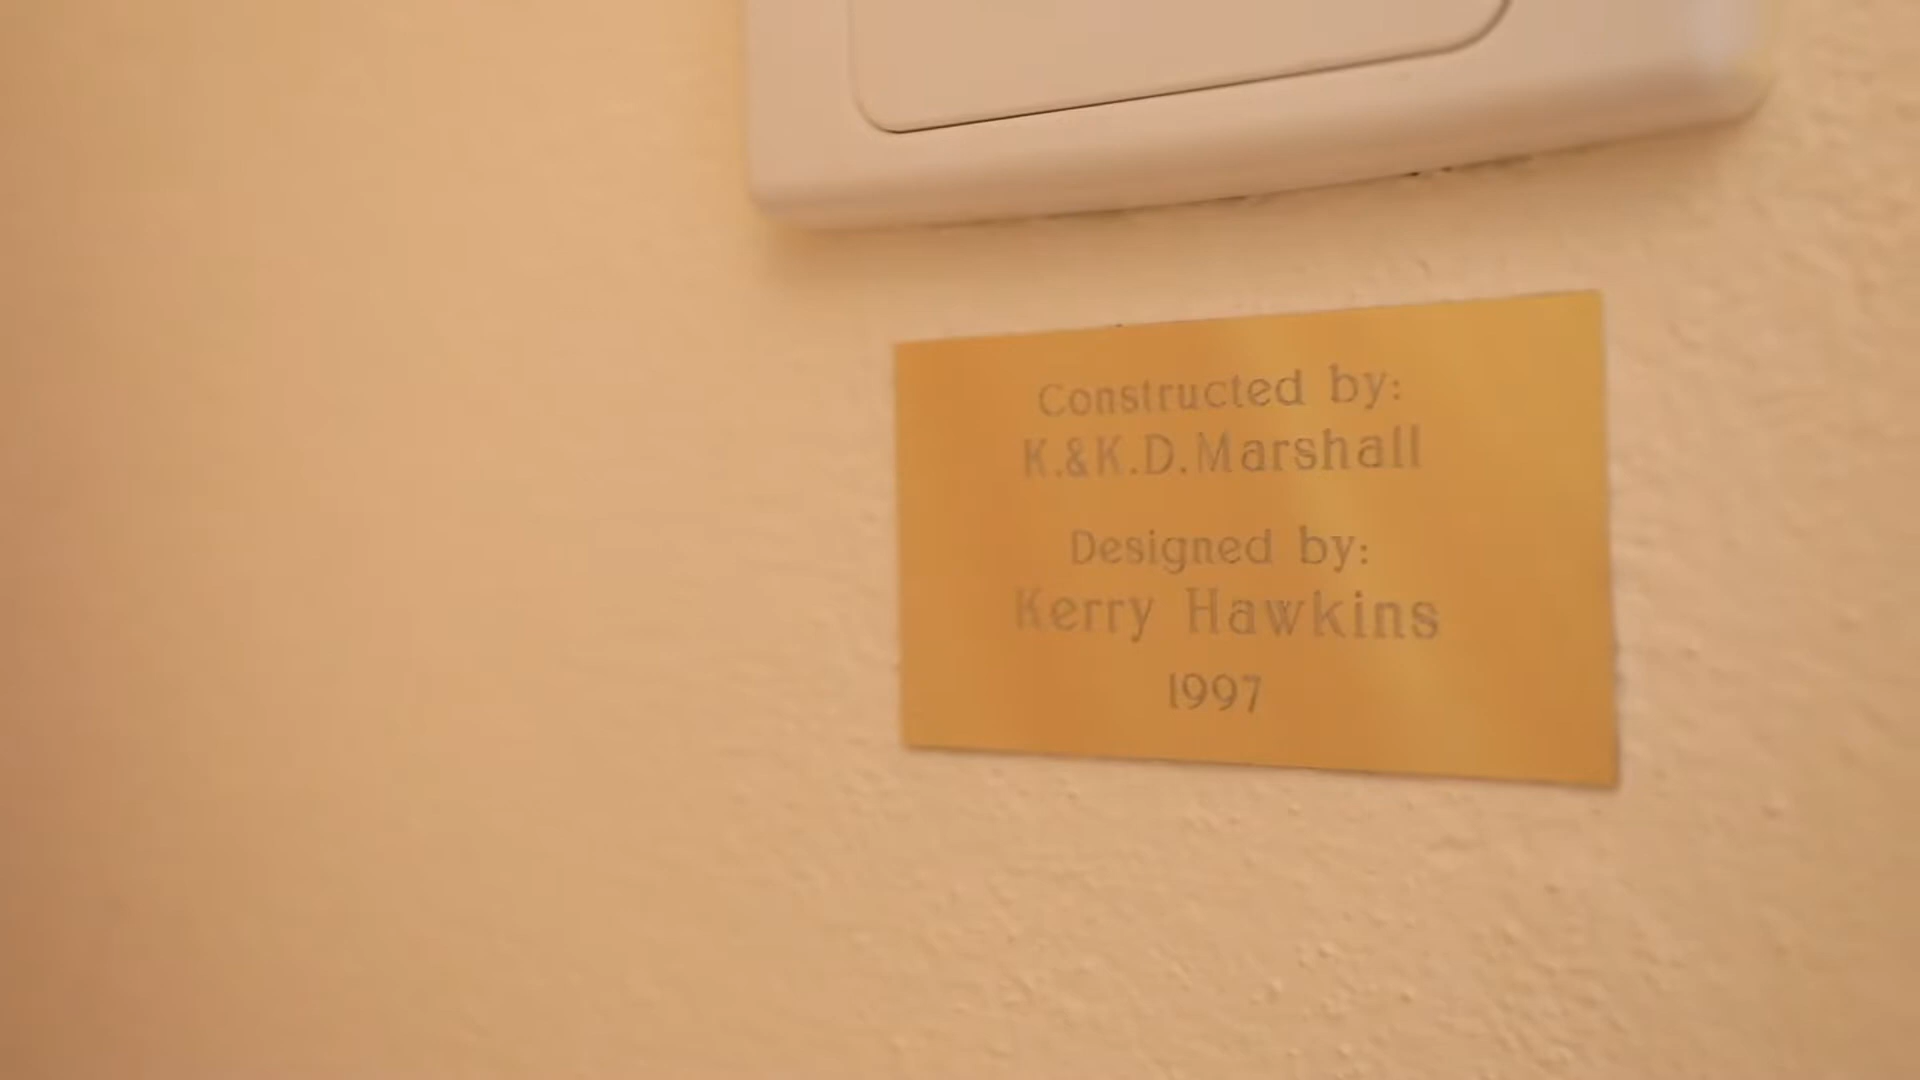 Constructed by:
K.&K.D.Marshall
Designed by:
Kerry Hawkins
1997